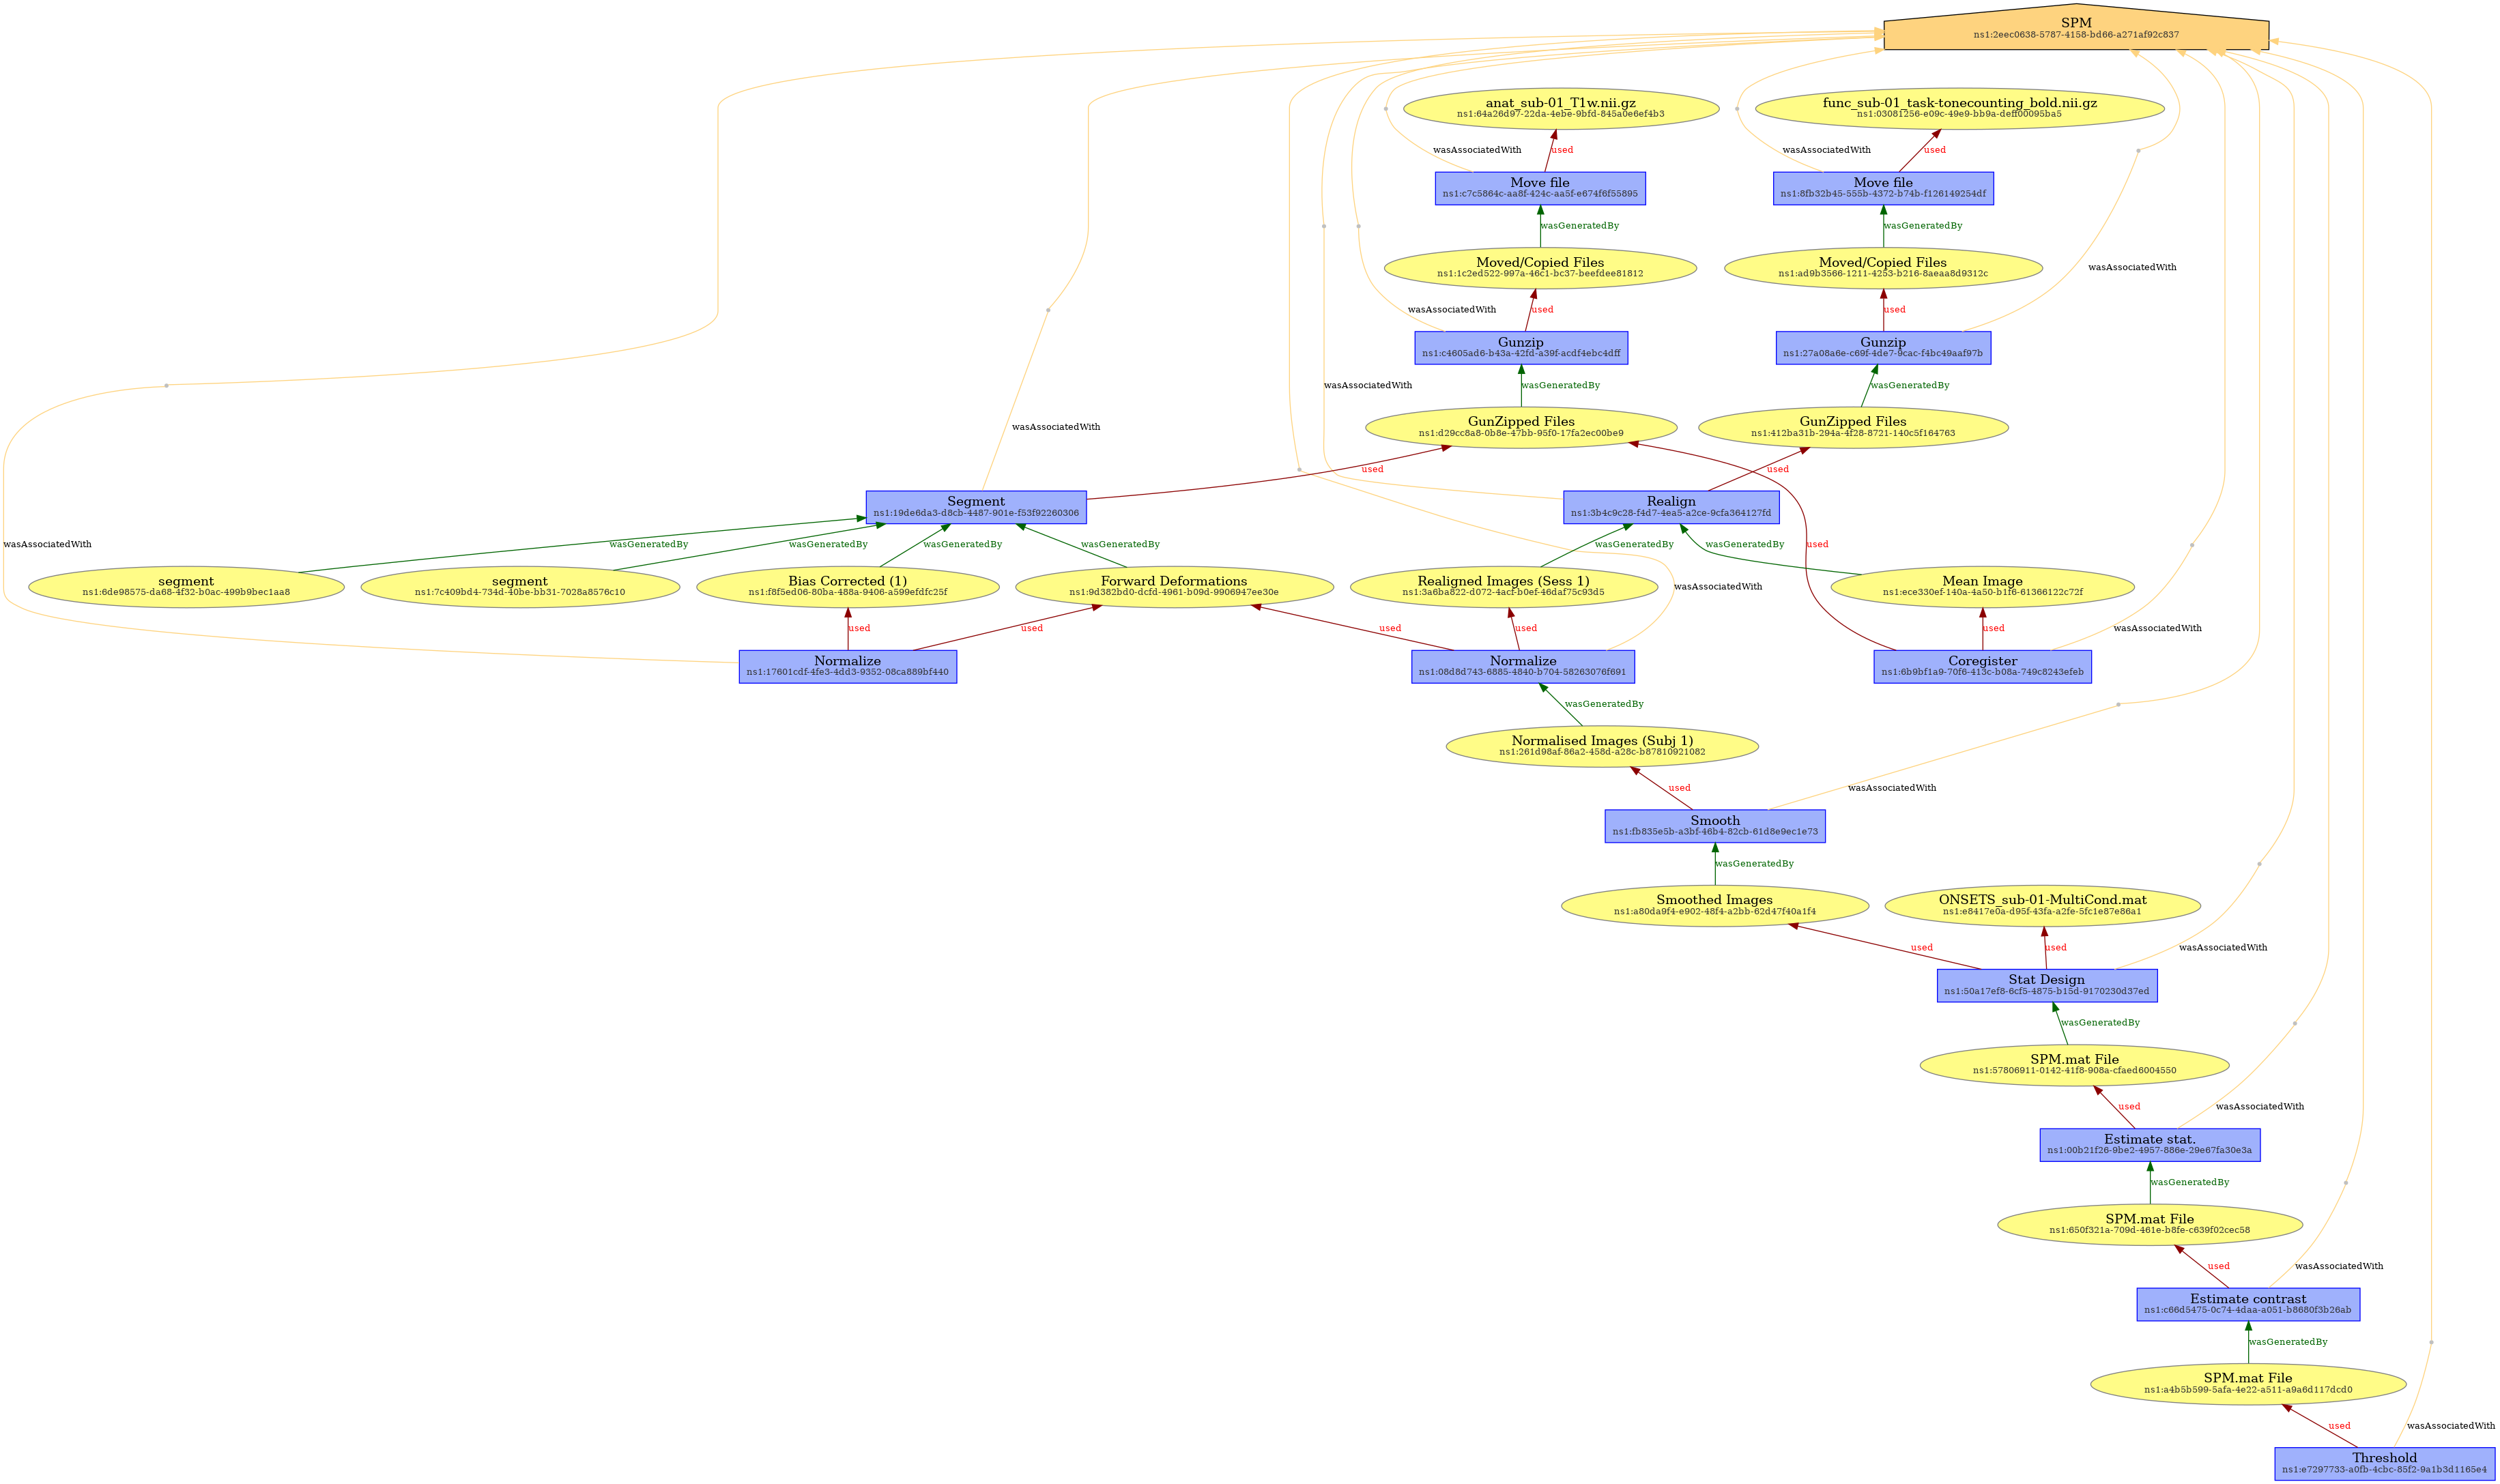 SPM
ns1:2eec0638-5787-4158-bd66-a271af92c837
anat_sub-01_T1w.nii.gz
ns1:64a26d97-22da-4ebe-9bfd-845a0e6ef4b3
func_sub-01_task-tonecounting_bold.nii.gz
ns1:03081256-e09c-49e9-bb9a-deff00095ba5
wasAssociatedWith
used
wasAssociatedWith
used
Move file
ns1:c7c5864c-aa8f-424c-aa5f-e674f6f55895
Move file
ns1:8fb32b45-555b-4372-b74b-f126149254df
wasGeneratedBy
wasGeneratedBy
Moved/Copied Files
ns1:1c2ed522-997a-46c1-bc37-beefdee81812
Moved/Copied Files
ns1:ad9b3566-1211-4253-b216-8aeaa8d9312c
wasAssociatedWith
wasAssociatedWith
used
used
Gunzip
ns1:c4605ad6-b43a-42fd-a39f-acdf4ebc4dff
Gunzip
ns1:27a08a6e-c69f-4de7-9cac-f4bc49aaf97b
wasAssociatedWith
wasGeneratedBy
wasGeneratedBy
wasAssociatedWith
GunZipped Files
ns1:d29cc8a8-0b8e-47bb-95f0-17fa2ec00be9
GunZipped Files
ns1:412ba31b-294a-4f28-8721-140c5f164763
used
used
Segment
ns1:19de6da3-d8cb-4487-901e-f53f92260306
Realign
ns1:3b4c9c28-f4d7-4ea5-a2ce-9cfa364127fd
wasAssociatedWith
wasGeneratedBy
wasGeneratedBy
wasGeneratedBy
wasGeneratedBy
wasGeneratedBy
wasGeneratedBy
used
segment
ns1:6de98575-da68-4f32-b0ac-499b9bec1aa8
segment
ns1:7c409bd4-734d-40be-bb31-7028a8576c10
Bias Corrected (1)
ns1:f8f5ed06-80ba-488a-9406-a599efdfc25f
Forward Deformations
ns1:9d382bd0-dcfd-4961-b09d-9906947ee30e
Realigned Images (Sess 1)
ns1:3a6ba822-d072-4acf-b0ef-46daf75c93d5
wasAssociatedWith
Mean Image
ns1:ece330ef-140a-4a50-b1f6-61366122c72f
used
used
used
used
used
wasAssociatedWith
Normalize
ns1:17601cdf-4fe3-4dd3-9352-08ca889bf440
Normalize
ns1:08d8d743-6885-4840-b704-58263076f691
Coregister
ns1:6b9bf1a9-70f6-413c-b08a-749c8243efeb
wasGeneratedBy
Normalised Images (Subj 1)
ns1:261d98af-86a2-458d-a28c-b87810921082
used
wasAssociatedWith
Smooth
ns1:fb835e5b-a3bf-46b4-82cb-61d8e9ec1e73
wasGeneratedBy
Smoothed Images
ns1:a80da9f4-e902-48f4-a2bb-62d47f40a1f4
ONSETS_sub-01-MultiCond.mat
ns1:e8417e0a-d95f-43fa-a2fe-5fc1e87e86a1
used
used
wasAssociatedWith
Stat Design
ns1:50a17ef8-6cf5-4875-b15d-9170230d37ed
wasGeneratedBy
SPM.mat File
ns1:57806911-0142-41f8-908a-cfaed6004550
used
wasAssociatedWith
Estimate stat.
ns1:00b21f26-9be2-4957-886e-29e67fa30e3a
wasGeneratedBy
SPM.mat File
ns1:650f321a-709d-461e-b8fe-c639f02cec58
used
wasAssociatedWith
Estimate contrast
ns1:c66d5475-0c74-4daa-a051-b8680f3b26ab
wasGeneratedBy
SPM.mat File
ns1:a4b5b599-5afa-4e22-a511-a9a6d117dcd0
used
wasAssociatedWith
Threshold
ns1:e7297733-a0fb-4cbc-85f2-9a1b3d1165e4